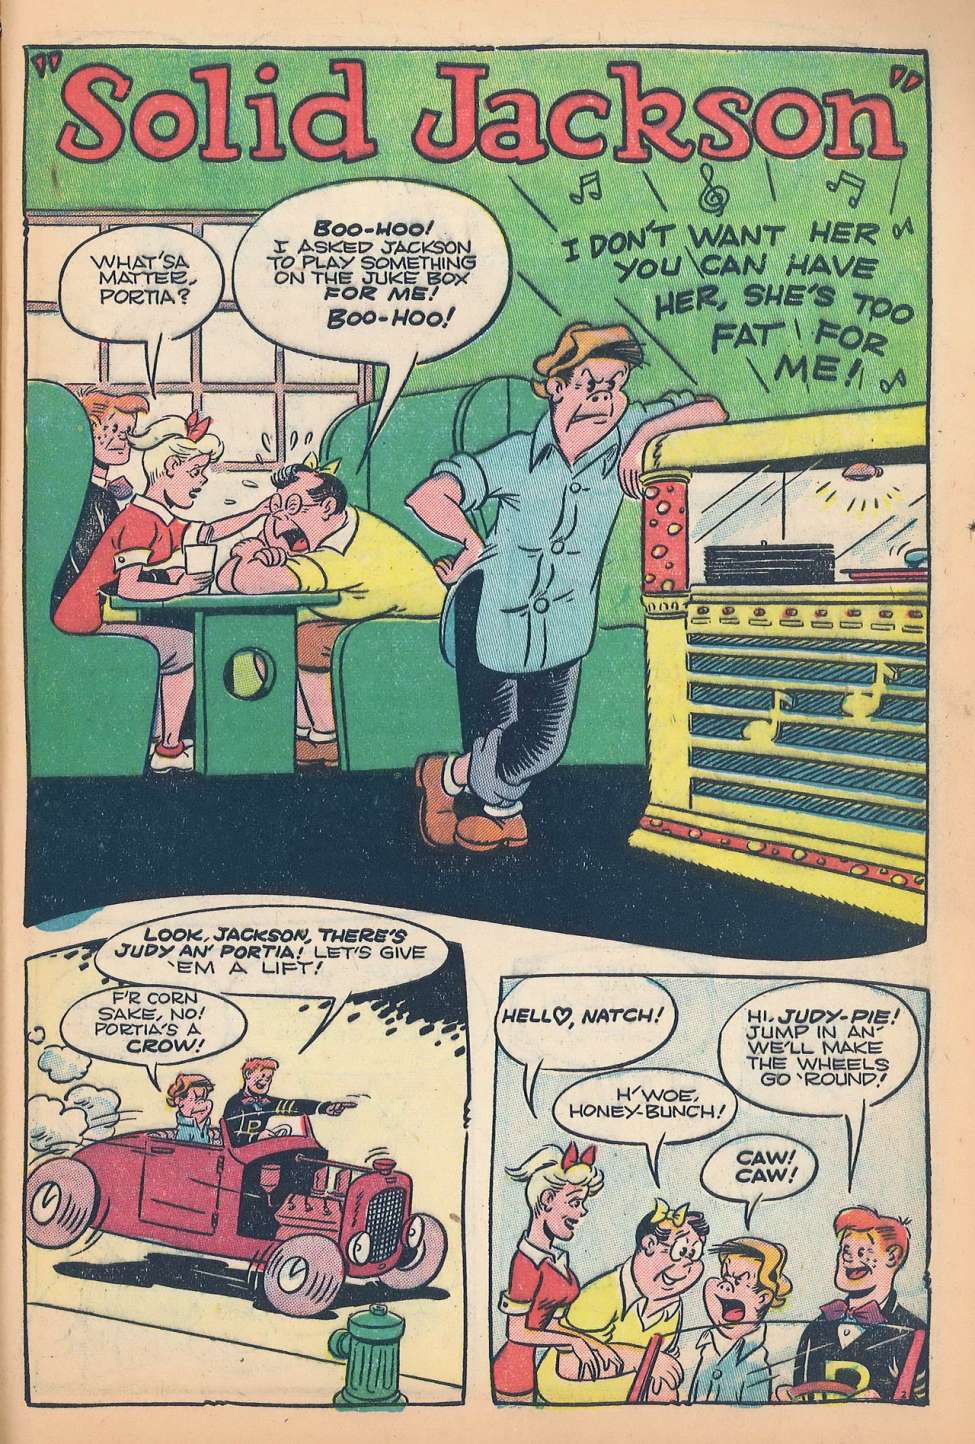 "Solid Jackson"
WHAT'SA
MATTER,
PORTIA?
BOO-HOO!
I ASKED JACKSON
TO PLAY SOMETHING
ON THE JUKE BOX
FOR ME!
BOO-HOO!
I DON'T WANT HER
YOU CAN HAVE
HER, SHE'S TOO
FAT FOR
ME!
LOOK, JACKSON, THERE'S
JUDY AN' PORTIA! LET'S GIVE
'EM A LIFT!
F'R CORN
SAKE, NO!
PORTIA'S A
CROW!
P
HELL♡, NATCH!
H'WOE,
HONEY-BUNCH!
CAW!
CAW!
HI, JUDY-PIE!
JUMP IN AN'
WE'LL MAKE
THE WHEELS
GO 'ROUND!
P